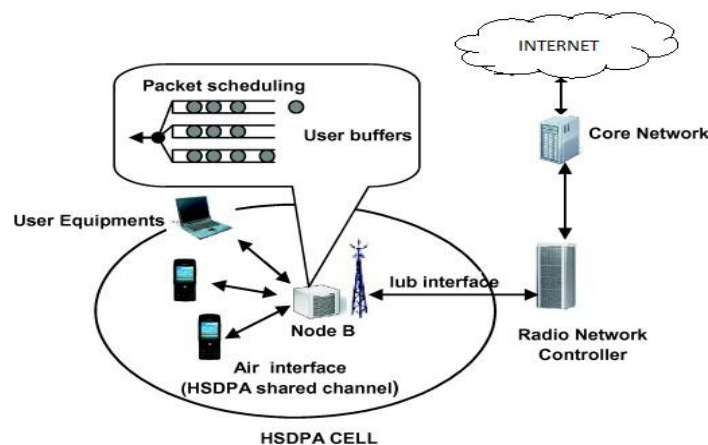 INTERNET
Packet scheduling
User buffers
Core Network
User Equipments
Iub interface
Node B
Radio Network
Controller
Air interface
(HSDPA shared channel)
HSDPA CELL